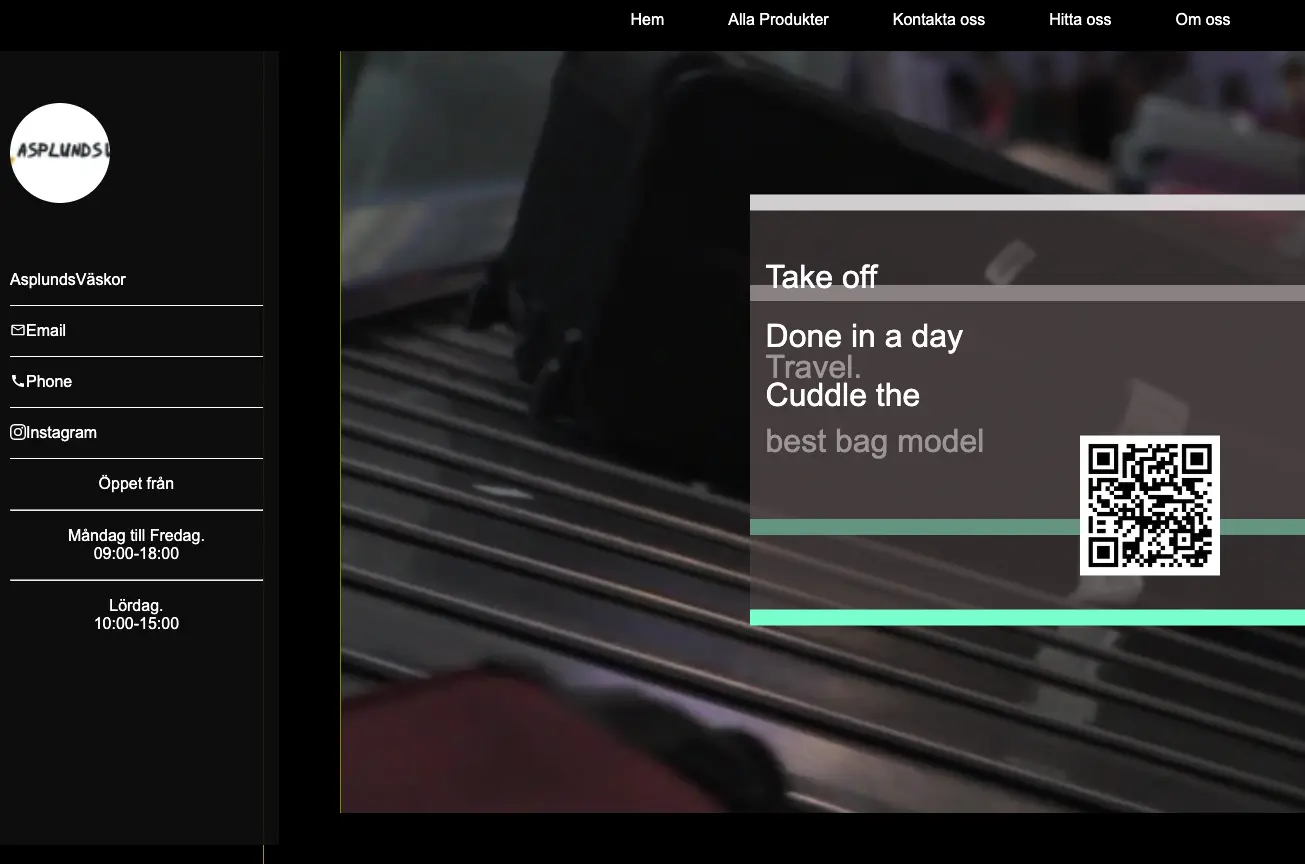 Hem
Alla Produkter
Kontakta oss
Hitta oss
Om oss
ASPLUNDS
AsplundsVäskor
Email
Phone
Instagram
Öppet från
Måndag till Fredag.
09:00-18:00
Lördag.
10:00-15:00
Take off
Done in a day
Travel.
Cuddle the
best bag model